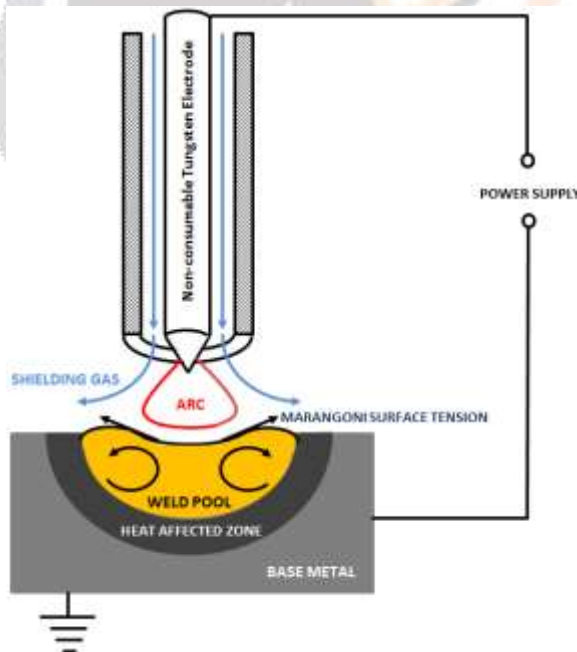 Non-consumable Tungsten Electrode
POWER SUPPLY
SHIELDING GAS
ARC
MARANGONI SURFACE TENSION
WELD POOL
HEAT AFFECTED ZONE
BASE METAL